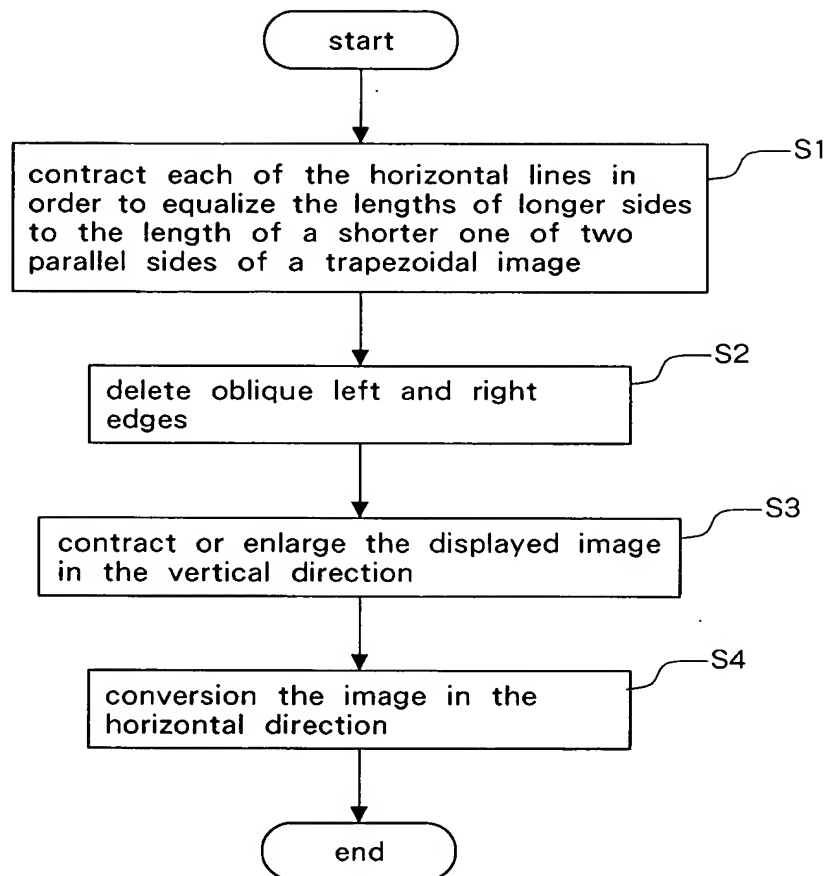 start
S1
contract each of the horizontal lines in
order to equalize the lengths of longer sides
to the length of a shorter one of two
parallel sides of a trapezoidal image
S2
delete oblique left and right
edges
S3
contract or enlarge the displayed image
in the vertical direction
S4
conversion the image in the
horizontal direction
end